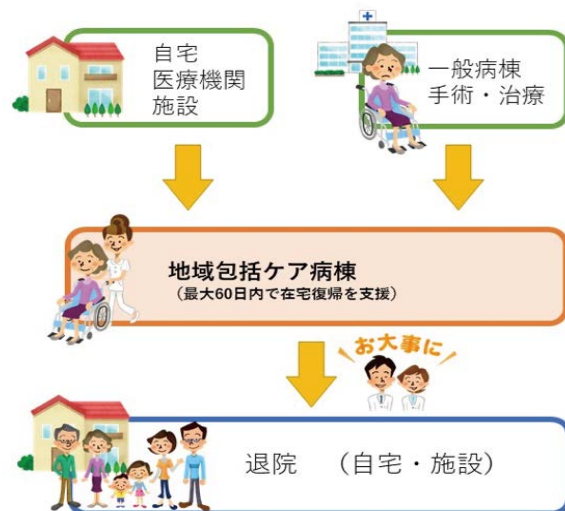 自宅
医療機関
施設
一般病棟
手術・治療
地域包括ケア病棟
（最大60日内で在宅復帰を支援）
お大事に
退院　（自宅・施設）